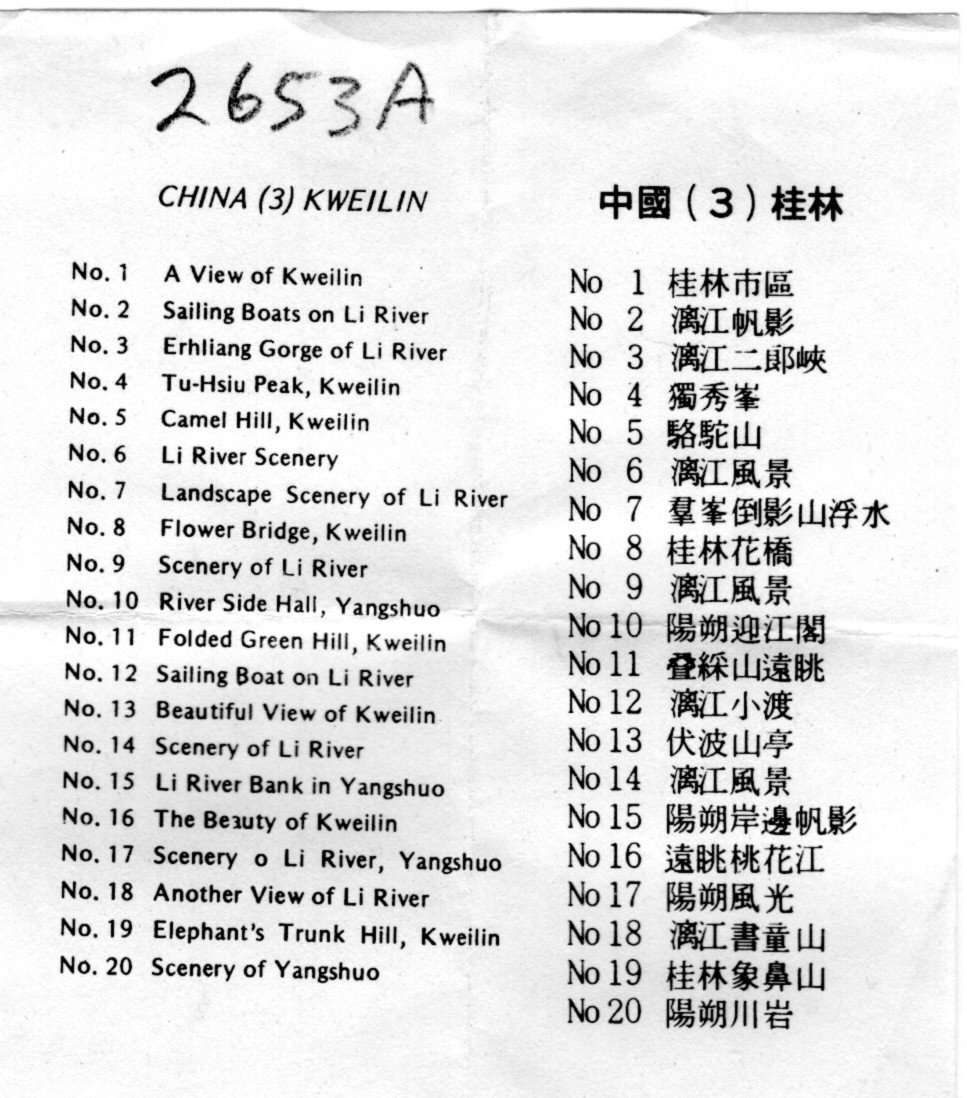 2653A
CHINA (3) KWEILIN
No. 1 A View of Kweilin
No. 2 Sailing Boats on Li River
No. 3 Erhliang Gorge of Li River
No. 4 Tu-Hsiu Peak, Kweilin
No. 5 Camel Hill, Kweilin
No. 6 Li River Scenery
No. 7 Landscape Scenery of Li River
No. 8 Flower Bridge, Kweilin
No. 9 Scenery of Li River
No. 10 River Side Hall, Yangshuo
No. 11 Folded Green Hill, Kweilin
No. 12 Sailing Boat on Li River
No. 13 Beautiful View of Kweilin
No. 14 Scenery of Li River
No. 15 Li River Bank in Yangshuo
No. 16 The Beauty of Kweilin
No. 17 Scenery o Li River, Yangshuo
No. 18 Another View of Li River
No. 19 Elephant's Trunk Hill, Kweilin
No. 20 Scenery of Yangshuo
中國（3）桂林
No 1 桂林市區
No 2 漓江帆影
No 3 漓江二郎峽
No 4 獨秀峯
No 5 駱駝山
No 6 漓江風景
No 7 羣峯倒影山浮水
No 8 桂林花橋
No 9 漓江風景
No 10 陽朔迎江閣
No 11 叠綵山遠眺
No 12 漓江小渡
No 13 伏波山亭
No 14 漓江風景
No 15 陽朔岸邊帆影
No 16 遠眺桃花江
No 17 陽朔風光
No 18 漓江書童山
No 19 桂林象鼻山
No 20 陽朔川岩